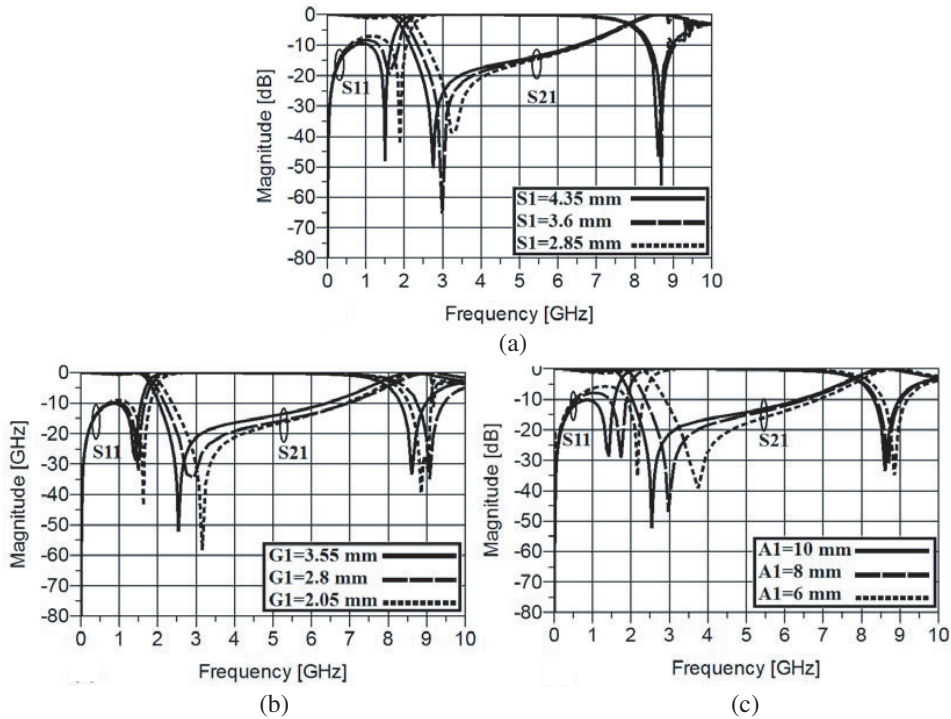 0
-10
-20
-30
-40
-50
-60
-70
-80
Magnitude [dB]
S11
S21
S1=4.35 mm
S1=3.6 mm
S1=2.85 mm
0 1 2 3 4 5 6 7 8 9 10
Frequency [GHz]
(a)
0
-10
-20
-30
-40
-50
-60
-70
-80
Magnitude [GHz]
S11
S21
G1=3.55 mm
G1=2.8 mm
G1=2.05 mm
0 1 2 3 4 5 6 7 8 9 10
Frequency [GHz]
(b)
0
-10
-20
-30
-40
-50
-60
-70
-80
Magnitude [dB]
S11
S21
A1=10 mm
A1=8 mm
A1=6 mm
0 1 2 3 4 5 6 7 8 9 10
Frequency [GHz]
(c)